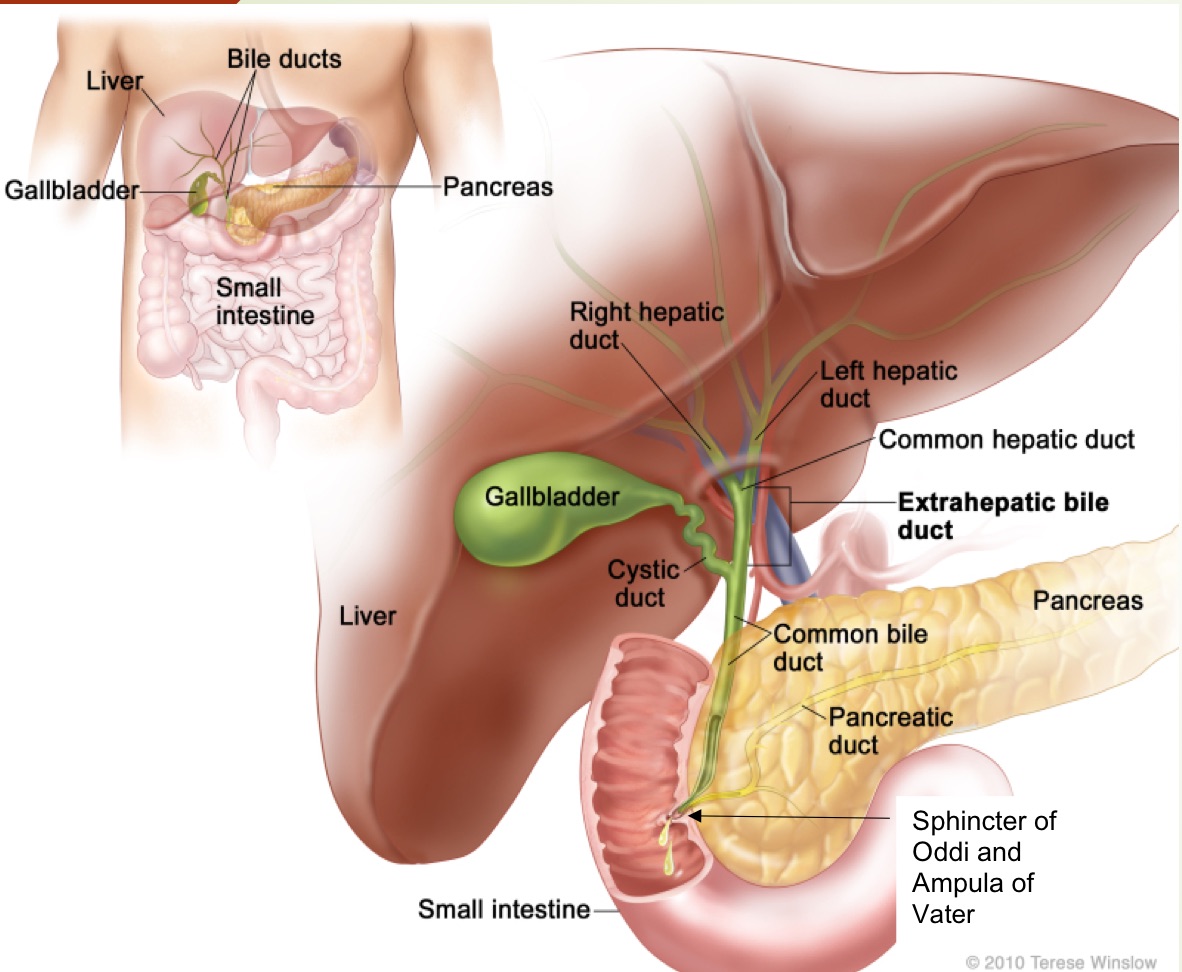 Bile ducts
Liver
Gallbladder
Pancreas
Small
intestine
Right hepatic
duct
Left hepatic
duct
Common hepatic duct
Gallbladder
Extrahepatic bile
duct
Cystic
duct
Liver
Pancreas
Common bile
duct
Pancreatic
duct
Sphincter of
Oddi and
Ampula of
Vater
Small intestine
© 2010 Terese Winslow